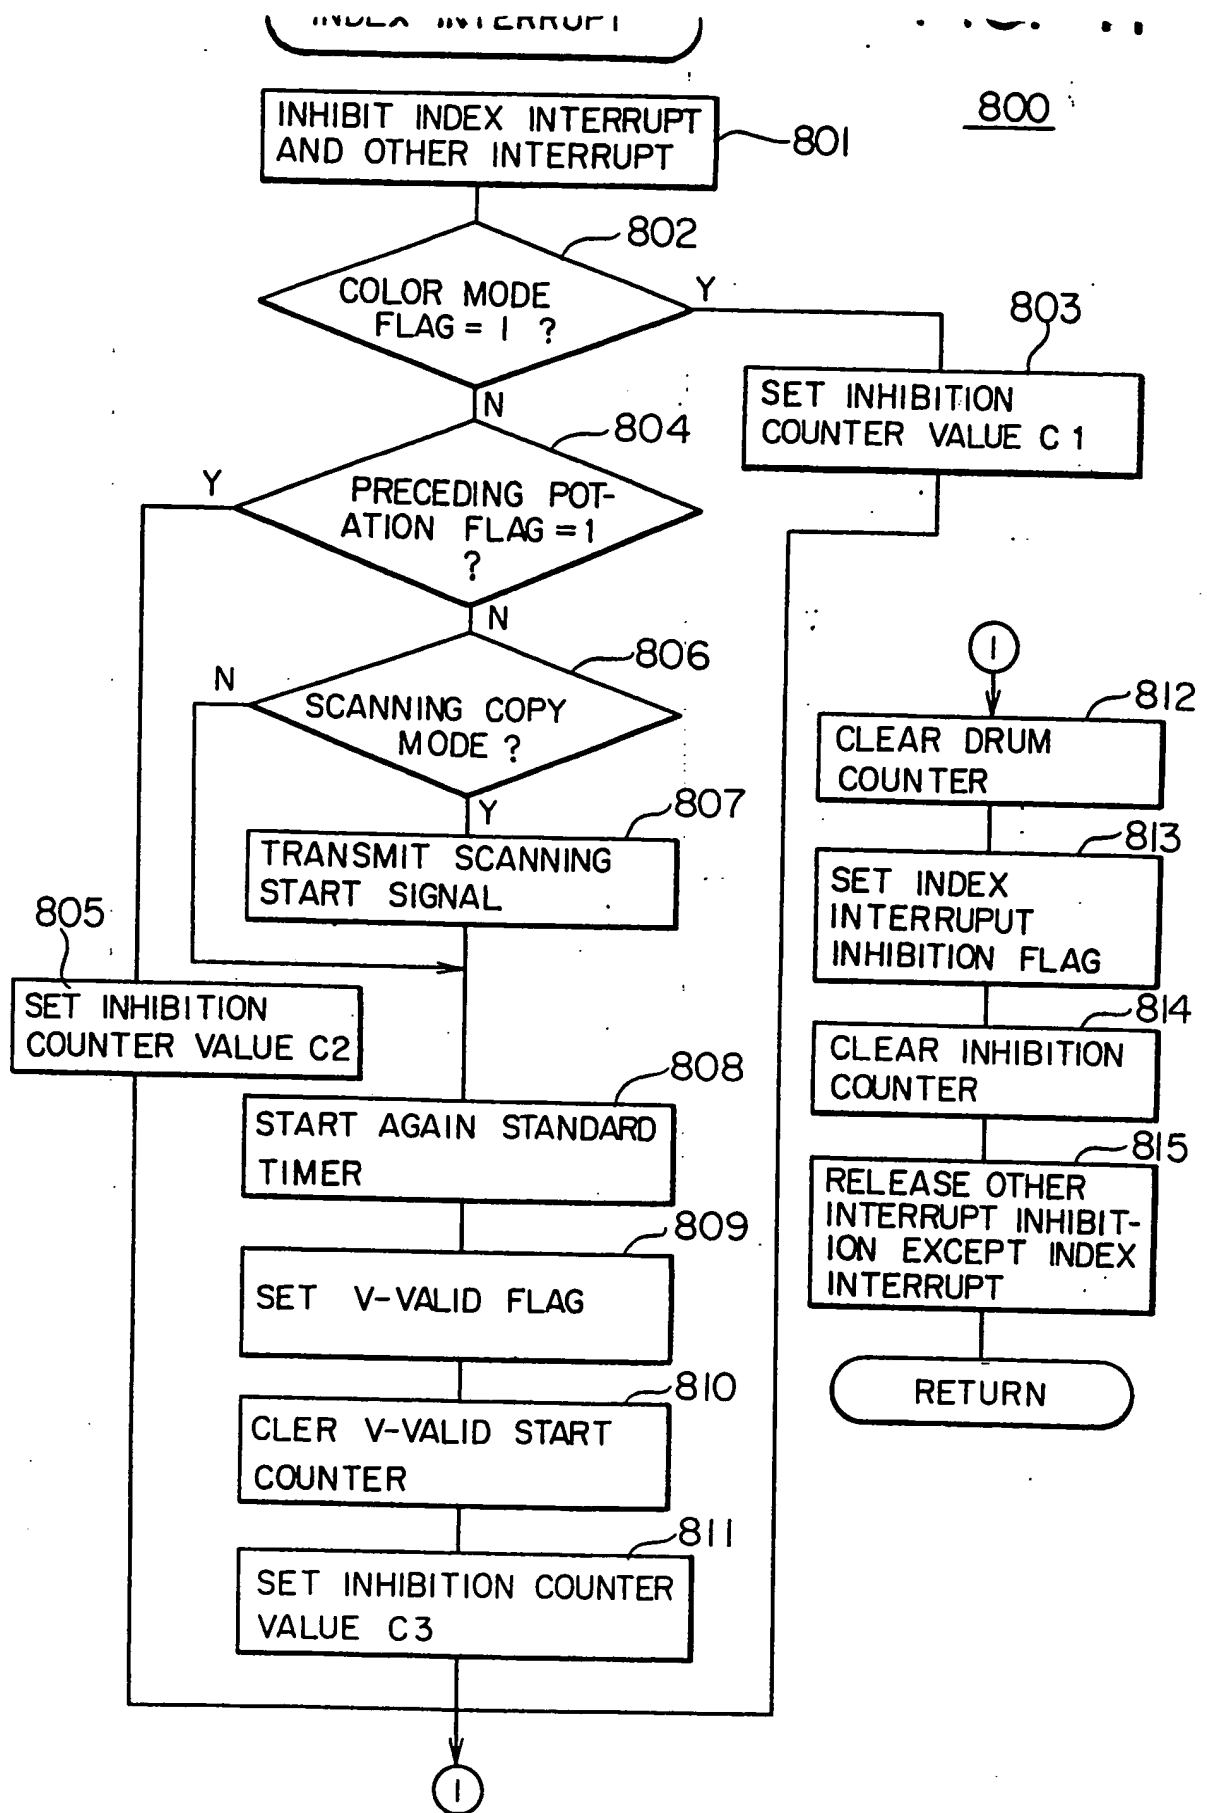 INDEX INTERRUPT
800
INHIBIT INDEX INTERRUPT
AND OTHER INTERRUPT
801
802
COLOR MODE
FLAG = 1 ?
Y
N
803
SET INHIBITION
COUNTER VALUE C1
804
PRECEDING POT-
ATION FLAG = 1
?
Y
N
806
SCANNING COPY
MODE ?
N
Y
807
TRANSMIT SCANNING
START SIGNAL
805
SET INHIBITION
COUNTER VALUE C2
808
START AGAIN STANDARD
TIMER
809
SET V-VALID FLAG
810
CLER V-VALID START
COUNTER
811
SET INHIBITION COUNTER
VALUE C3
1
1
812
CLEAR DRUM
COUNTER
813
SET INDEX
INTERRUPUT
INHIBITION FLAG
814
CLEAR INHIBITION
COUNTER
815
RELEASE OTHER
INTERRUPT INHIBIT-
ION EXCEPT INDEX
INTERRUPT
RETURN